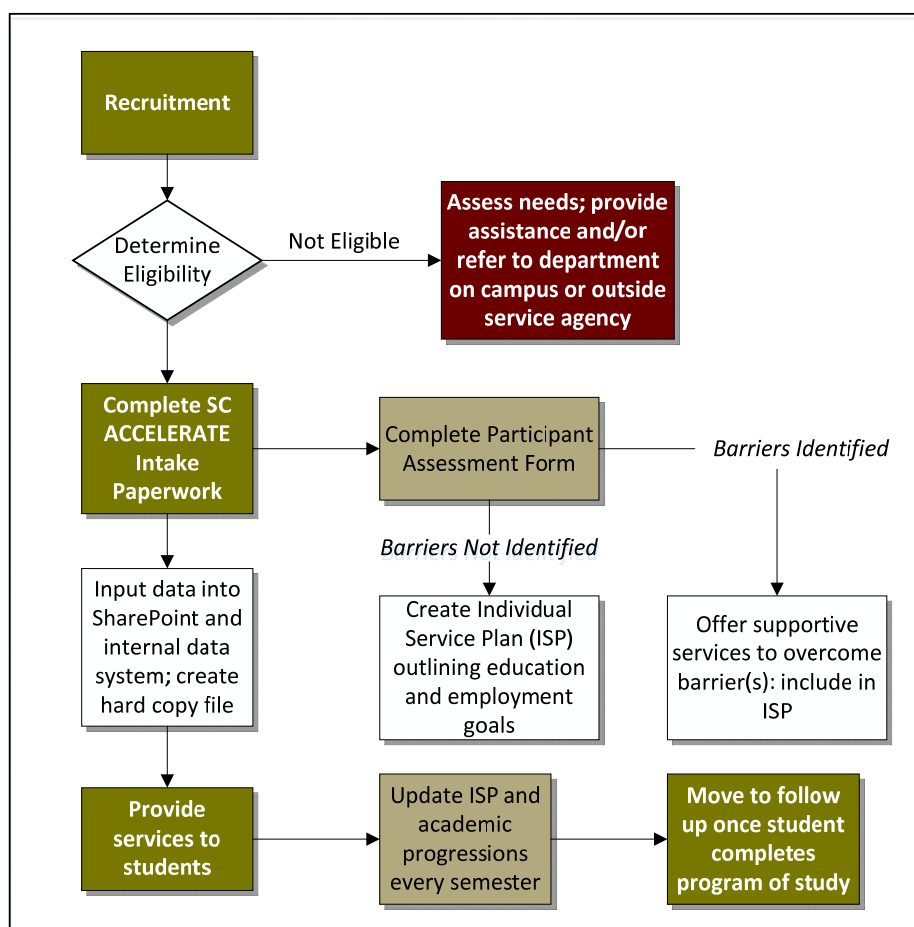 Recruitment
Determine
Eligibility
Not Eligible
Assess needs; provide
assistance and/or
refer to department
on campus or outside
service agency
Complete SC
ACCELERATE
Intake
Paperwork
Complete Participant
Assessment Form
Barriers Identified
Barriers Not Identified
Input data into
SharePoint and
internal data
system; create
hard copy file
Create Individual
Service Plan (ISP)
outlining education
and employment
goals
Offer supportive
services to overcome
barrier(s): include in
ISP
Provide
services to
students
Update ISP and
academic
progressions
every semester
Move to follow
up once student
completes
program of study